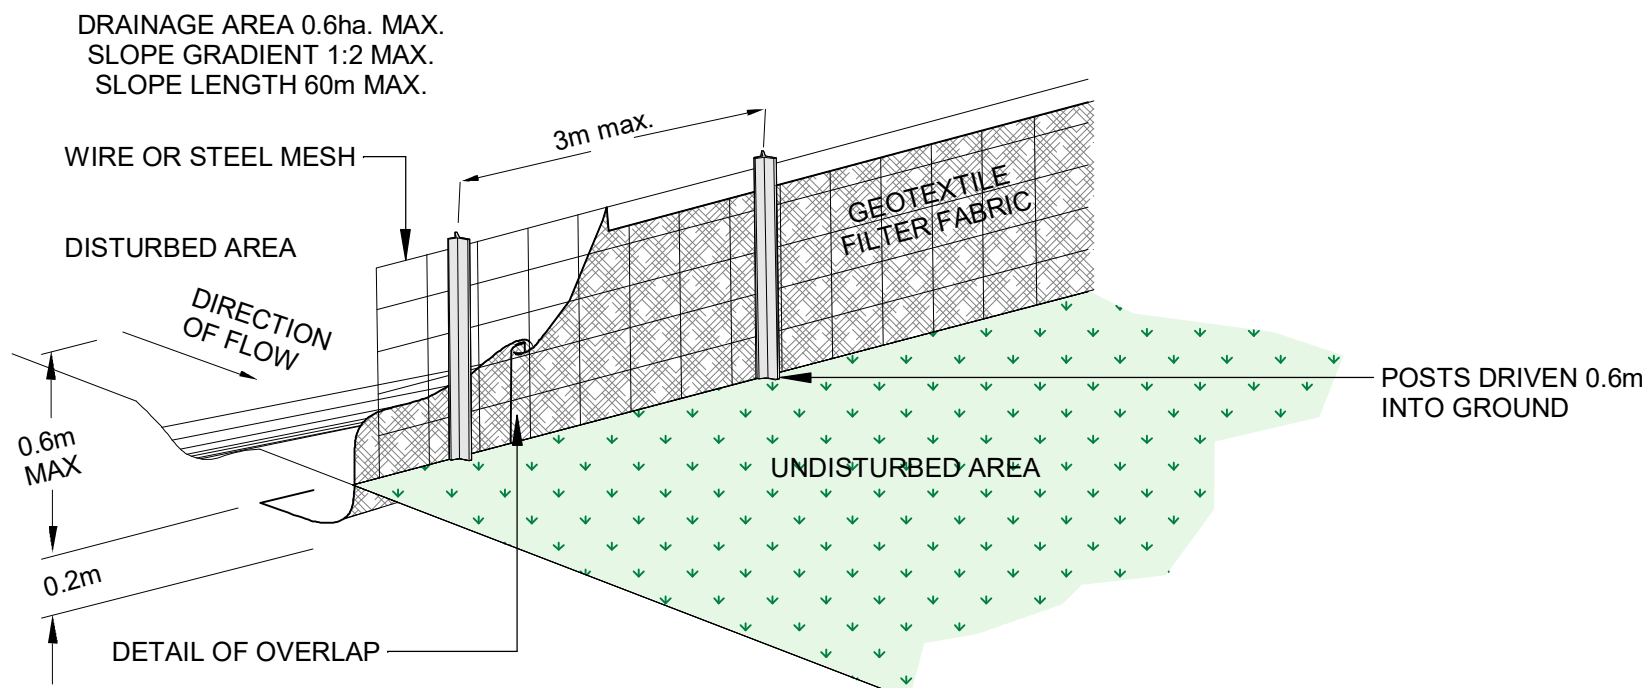 DRAINAGE AREA 0.6ha. MAX.
SLOPE GRADIENT 1:2 MAX.
SLOPE LENGTH 60m MAX.
3m max.
WIRE OR STEEL MESH
GEOTEXTILE
FILTER FABRIC
DISTURBED AREA
DIRECTION
OF FLOW
POSTS DRIVEN 0.6m
INTO GROUND
0.6m
MAX
UNDISTURBED AREA
0.2m
DETAIL OF OVERLAP